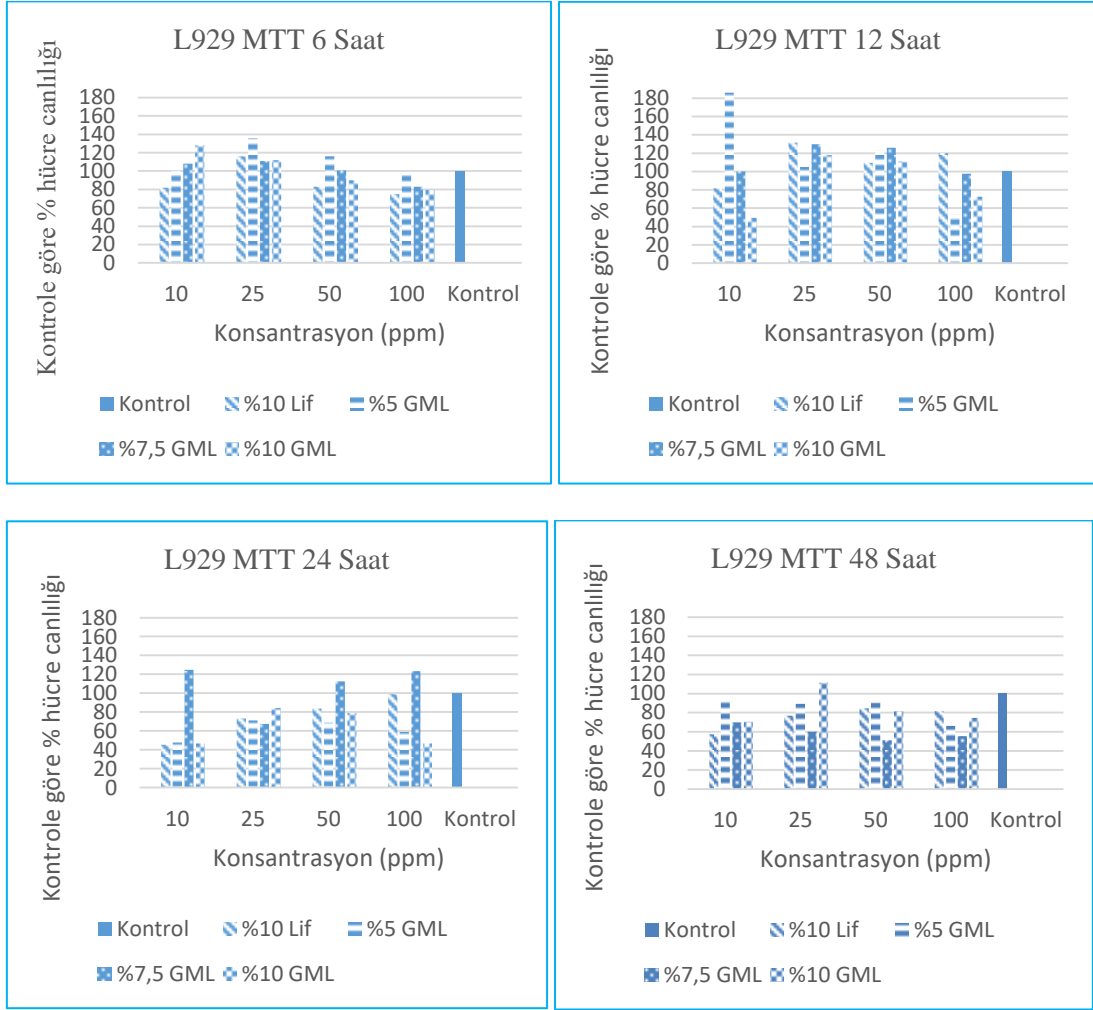 L929 MTT 6 Saat
Kontrole göre % hücre canlılığı
180
160
140
120
100
80
60
40
20
0
10 25 50 100 Kontrol
Konsantrasyon (ppm)
Kontrol %10 Lif %5 GML
%7,5 GML %10 GML
L929 MTT 12 Saat
Kontrole göre % hücre canlılığı
180
160
140
120
100
80
60
40
20
0
10 25 50 100 Kontrol
Konsantrasyon (ppm)
Kontrol %10 Lif %5 GML
%7,5 GML %10 GML
L929 MTT 24 Saat
Kontrole göre % hücre canlılığı
180
160
140
120
100
80
60
40
20
0
10 25 50 100 Kontrol
Konsantrasyon (ppm)
Kontrol %10 Lif %5 GML
%7,5 GML %10 GML
L929 MTT 48 Saat
Kontrole göre % hücre canlılığı
180
160
140
120
100
80
60
40
20
0
10 25 50 100 Kontrol
Konsantrasyon (ppm)
Kontrol %10 Lif %5 GML
%7,5 GML %10 GML